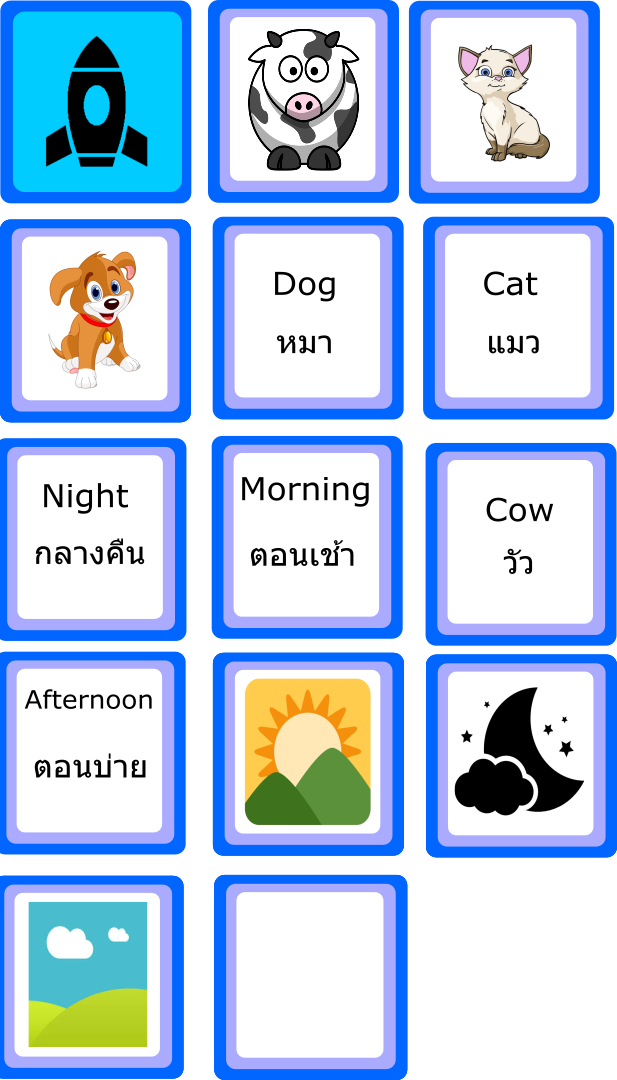 Dog
หมา
Cat
แมว
Night
กลางคืน
Morning
ตอนเช้า
Cow
วัว
Afternoon
ตอนบ่าย